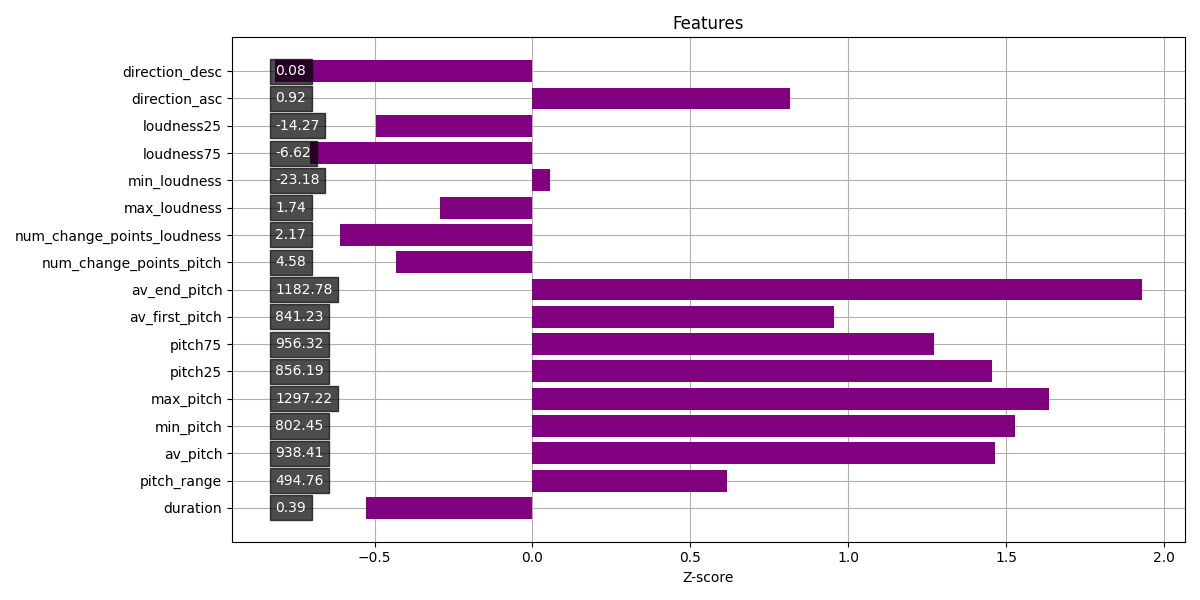 Features
direction_desc 0.08
direction_asc 0.92
loudness25 -14.27
loudness75 -6.62
min_loudness -23.18
max_loudness 1.74
num_change_points_loudness 2.17
num_change_points_pitch 4.58
av_end_pitch 1182.78
av_first_pitch 841.23
pitch75 956.32
pitch25 856.19
max_pitch 1297.22
min_pitch 802.45
av_pitch 938.41
pitch_range 494.76
duration 0.39
−0.5 0.0 0.5 1.0 1.5 2.0
Z-score